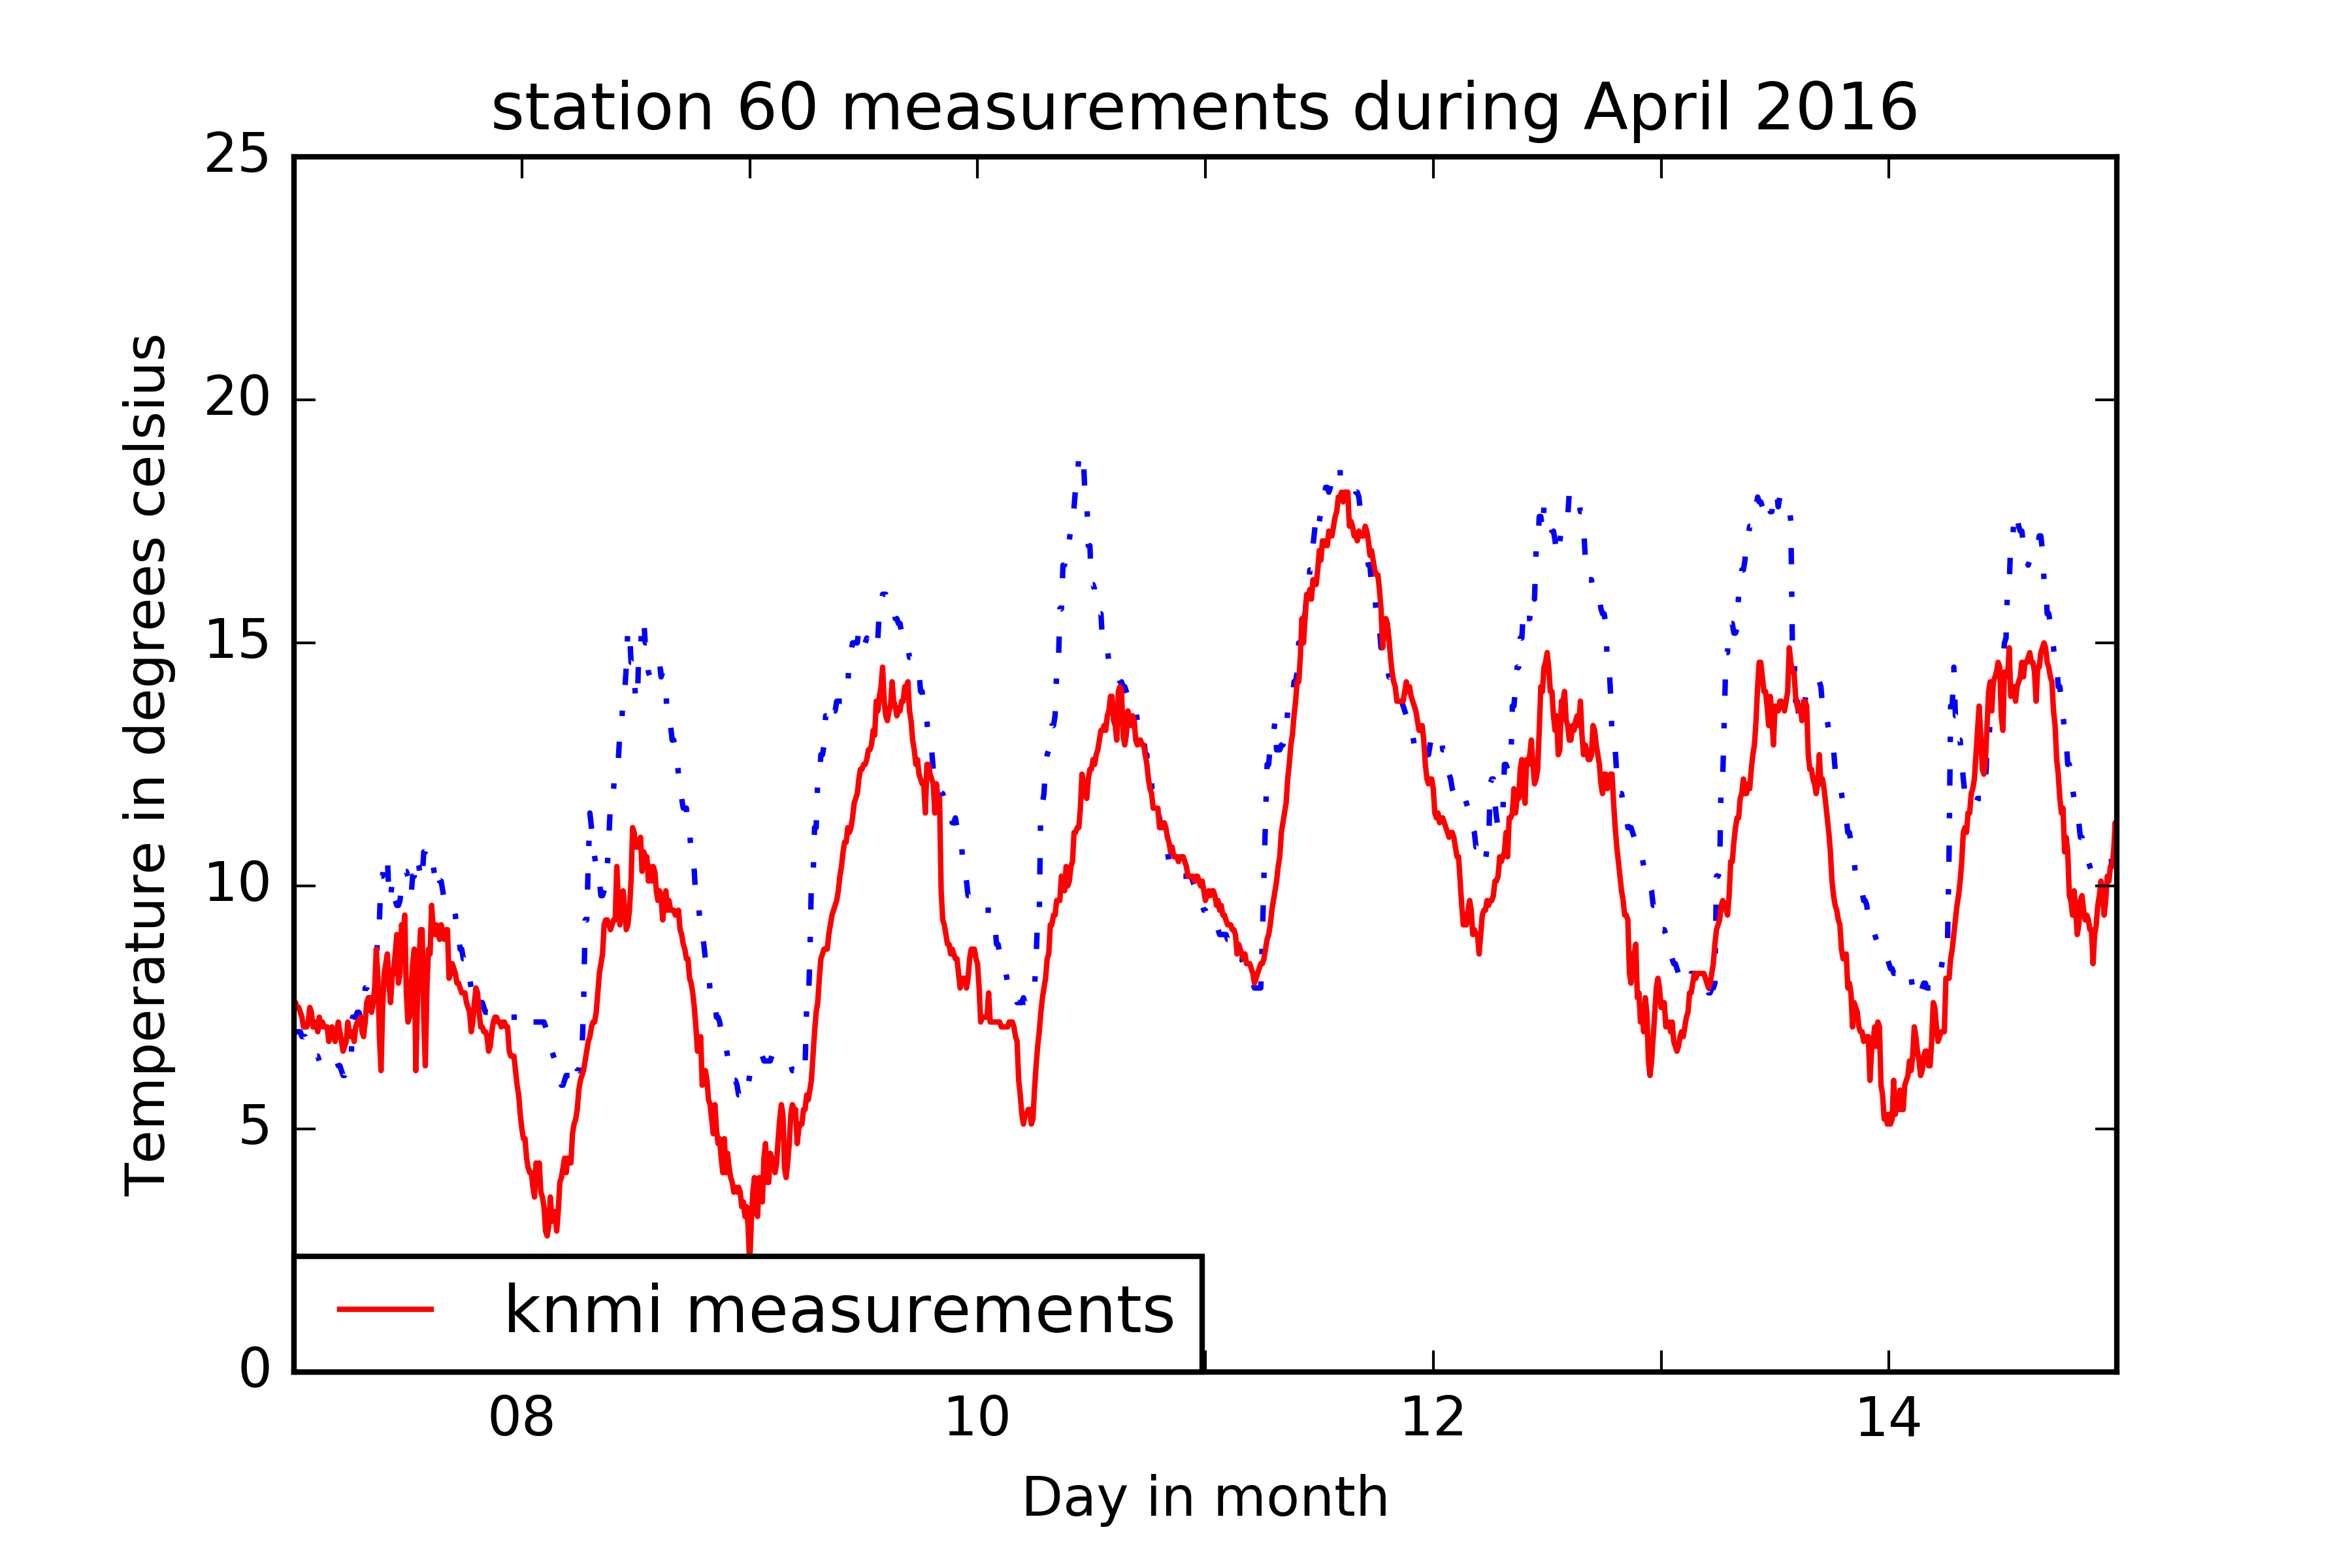 station 60 measurements during April 2016
25
20
15
10
5
0
Temperature in degrees celsius
knmi measurements
08 10 12 14
Day in month